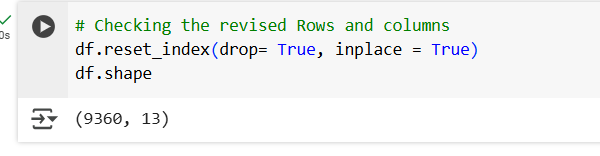 # Checking the revised Rows and columns
df.reset_index(drop= True, inplace = True)
df.shape
0s
(9360, 13)